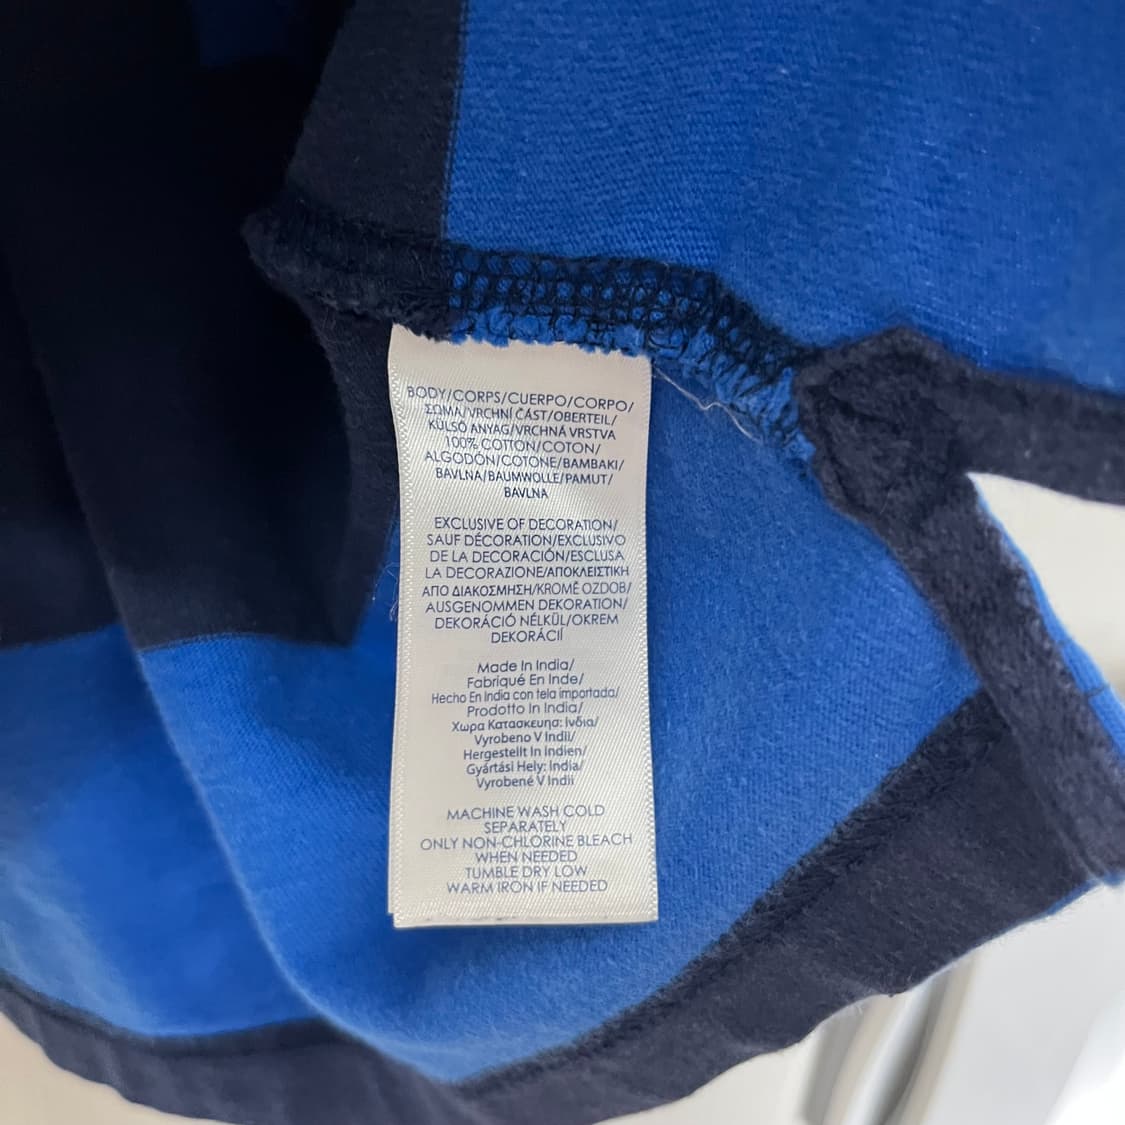 BODY/CORPS/CUERPO/CORPO/
ΣΩΜΑ/VRCHNÍ ČÁST/OBERTEIL/
KÜLSŐ ANYAG/VRCHNÁ VRSTVA
100% COTTON/COTON/
ALGODÓN/COTONE/BAMBAKI/
BAVLNA/BAUMWOLLE/PAMUT/
BAVLNA
EXCLUSIVE OF DECORATION/
SAUF DÉCORATION/EXCLUSIVO
DE LA DECORACIÓN/ESCLUSA
LA DECORAZIONE/ΑΠΟΚΛΕΙΣΤΙΚΗ
ΑΠΟ ΔΙΑΚΟΣΜΗΣΗ/KROMĚ OZDOB/
AUSGENOMMEN DEKORATION/
DEKORÁCIÓ NÉLKÜL/OKREM
DEKORÁCIÍ
Made In India/
Fabriqué En Inde/
Hecho En India con tela importada/
Prodotto In India/
Χωρα Κατασκευης: Ινδια/
Vyrobeno V Indii/
Hergestellt In Indien/
Gyártási Hely: India/
Vyrobené V Indii
MACHINE WASH COLD
SEPARATELY
ONLY NON-CHLORINE BLEACH
WHEN NEEDED
TUMBLE DRY LOW
WARM IRON IF NEEDED